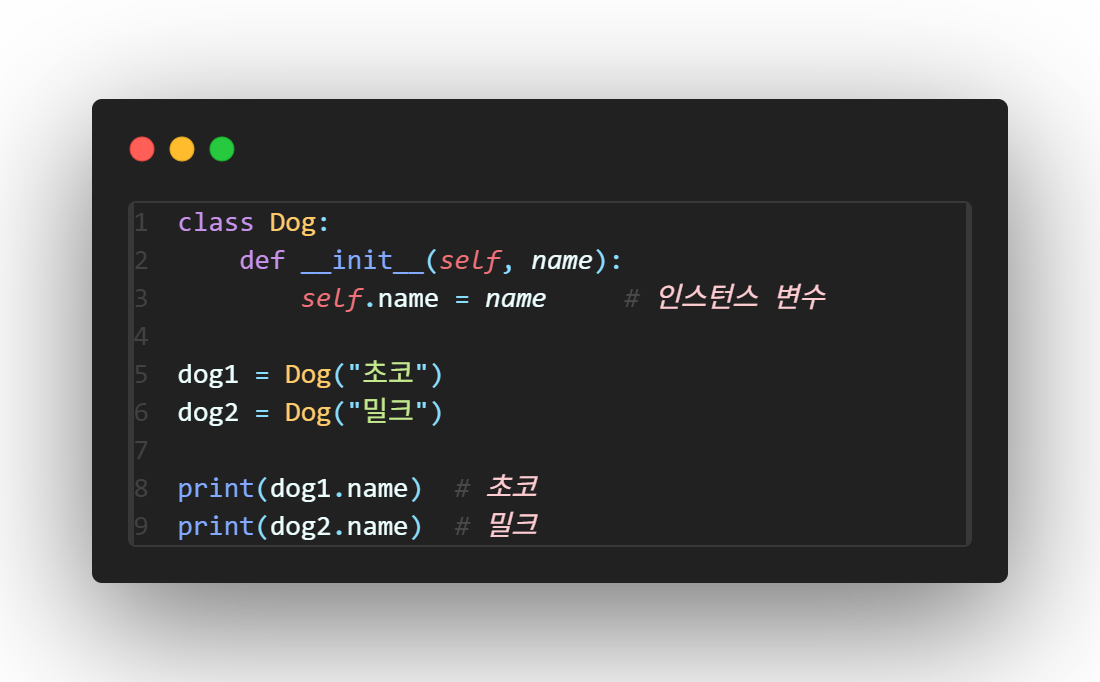 1 class Dog:
2     def __init__(self, name):
3         self.name = name     # 인스턴스 변수
4
5 dog1 = Dog("초코")
6 dog2 = Dog("밀크")
7
8 print(dog1.name)  # 초코
9 print(dog2.name)  # 밀크